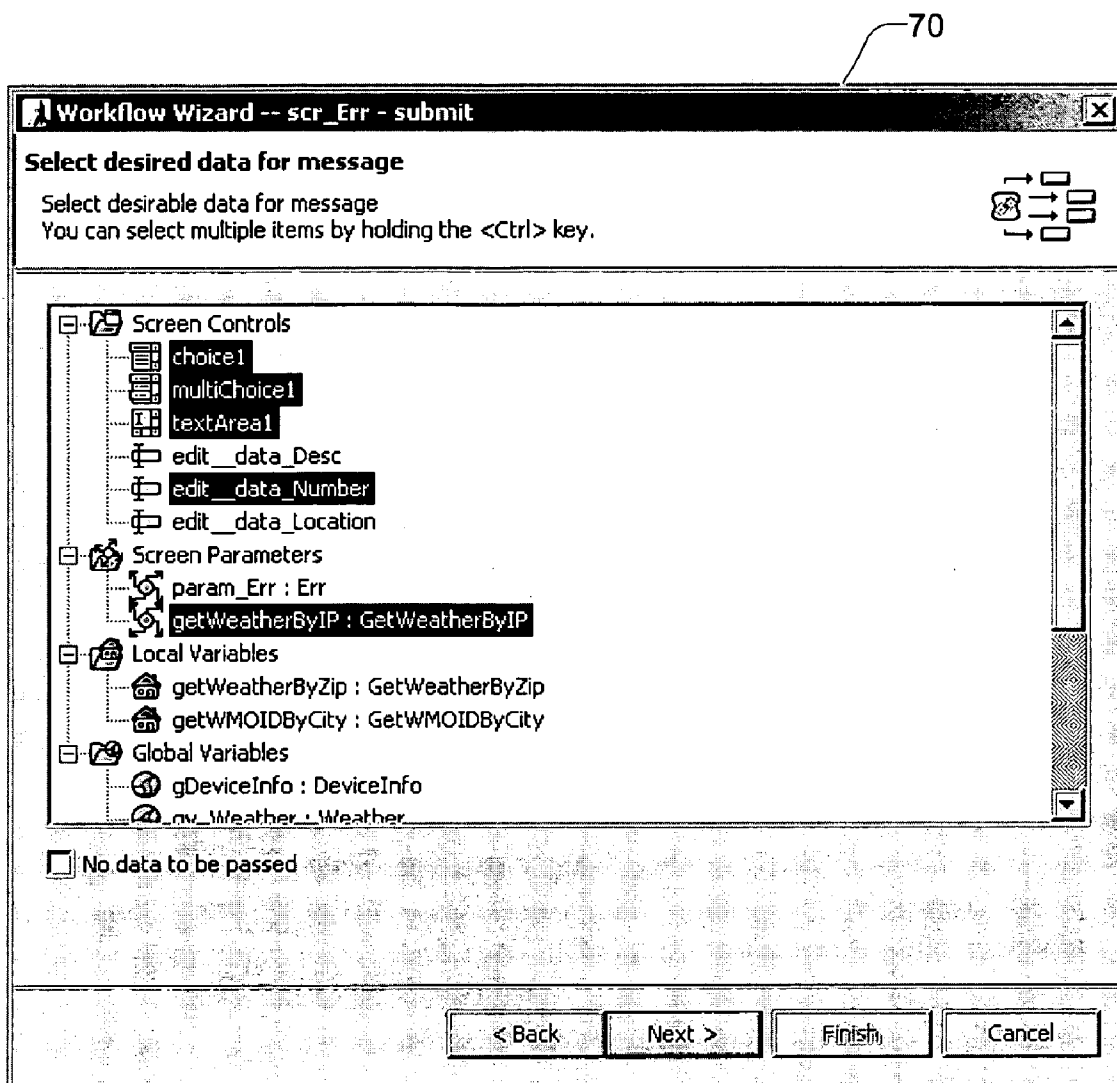 70
Workflow Wizard -- scr_Err - submit
Select desired data for message
Select desirable data for message
You can select multiple items by holding the <Ctrl> key.
Screen Controls
choice1
multiChoice1
textArea1
edit__data_Desc
edit__data_Number
edit__data_Location
Screen Parameters
param_Err : Err
getWeatherByIP : GetWeatherByIP
Local Variables
getWeatherByZip : GetWeatherByZip
getWMOIDByCity : GetWMOIDByCity
Global Variables
gDeviceInfo : DeviceInfo
gv_Weather : Weather
No data to be passed
< Back Next > Finish Cancel